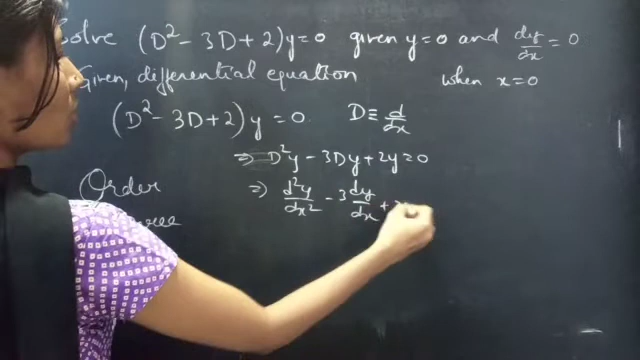 Solve (D² - 3D + 2)y = 0 given y = 0 and dy/dx = 0
when x = 0
Given, differential equation
(D² - 3D + 2)y = 0. D ≡ d/dx
⇒ D²y - 3Dy + 2y = 0
⇒ d²y/dx² - 3 dy/dx +
Order